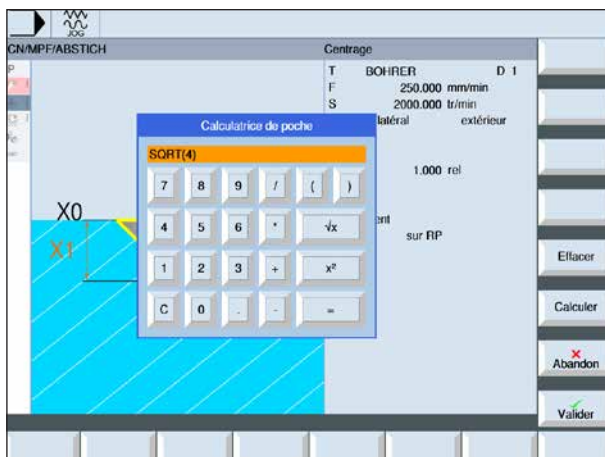 JOG
CN/MPF/ABSTICH
Centrage
P
T BOHRER D 1
F 250.000 mm/min
S 2000.000 tr/min
latéral extérieur
Calculatrice de poche
SQRT(4)
7 8 9 / ( )
1.000 rel
X0
4 5 6 * √x
ent
sur RP
X1
Effacer
1 2 3 + x²
C 0 . - =
Calculer
Abandon
Valider